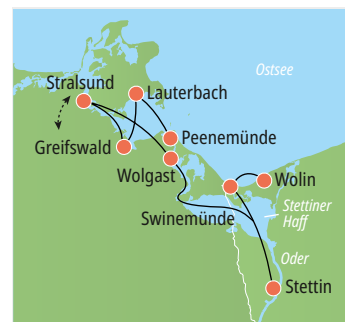 Ostsee
Stralsund
Lauterbach
Greifswald
Peenemünde
Wolgast
Wolin
Swinemünde
Stettiner
Haff
Oder
Stettin